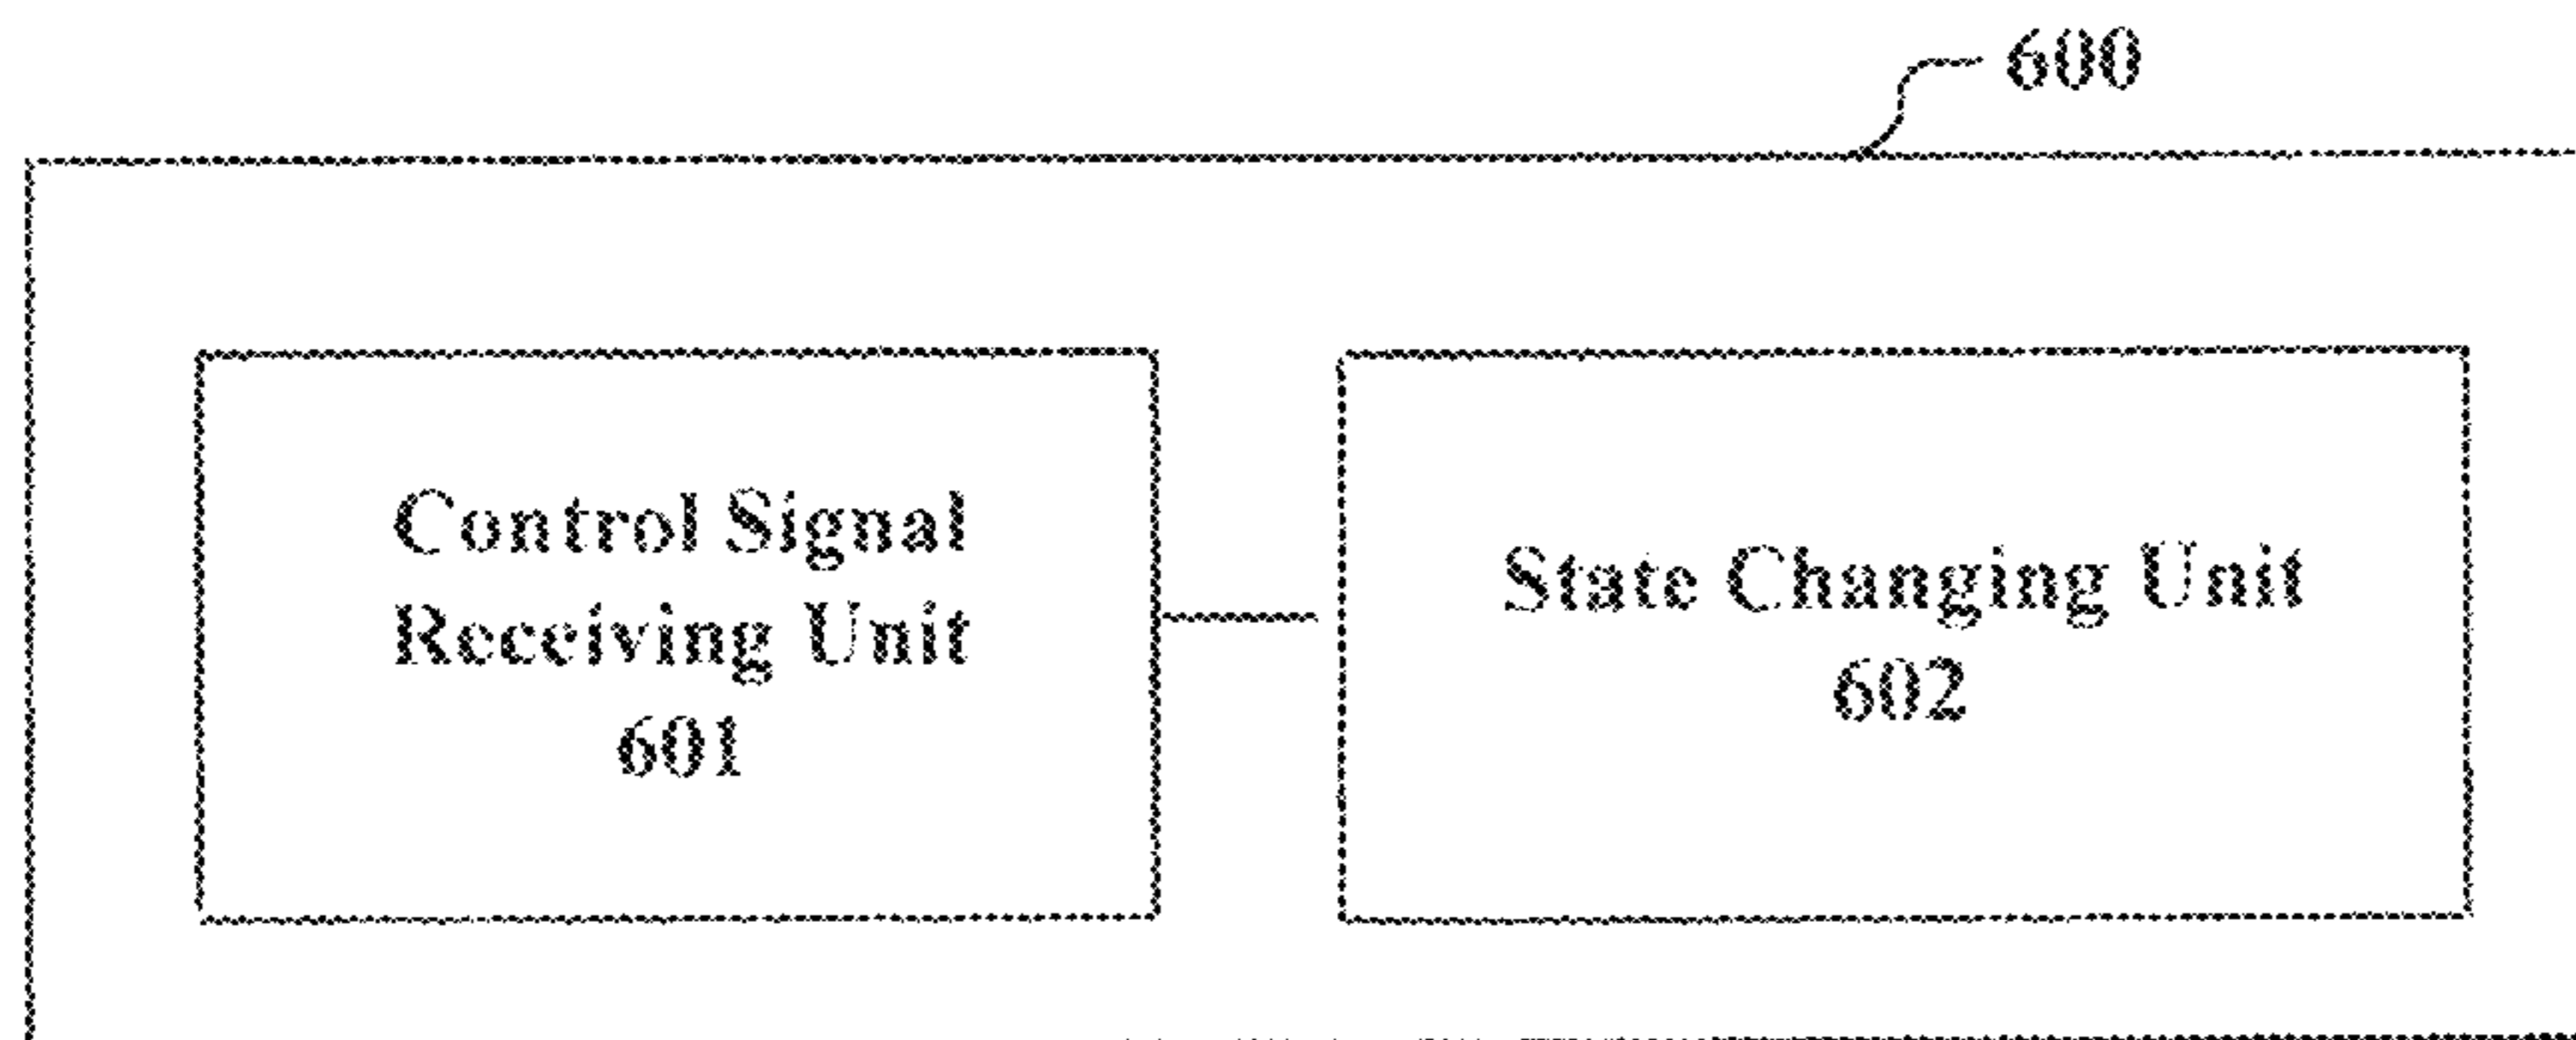 600
Control Signal
Receiving Unit
601
State Changing Unit
602